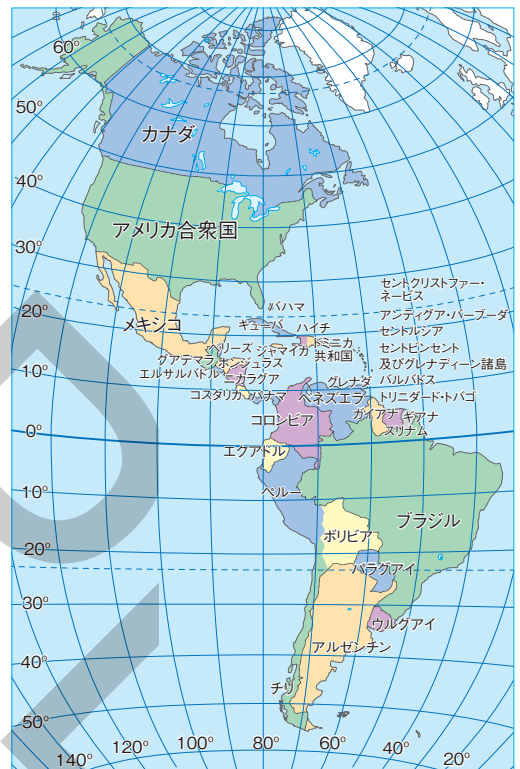 60°
50°
40°
30°
20°
10°
0°
10°
20°
30°
40°
50°
140°
120°
100°
80°
60°
40°
20°
カナダ
アメリカ合衆国
メキシコ
バハマ
キューバ
ハイチ
ドミニカ
共和国
ジャマイカ
ベリーズ
グアテマラ
ホンジュラス
エルサルバトル
ニカラグア
コスタリカ
パナマ
セントクリストファー・
ネービス
アンティグア・バーブーダ
セントルシア
セントビンセント
及びグレナディーン諸島
バルバドス
トリニダード・トバゴ
グレナダ
ベネズエラ
ガイアナ
ギアナ
スリナム
コロンビア
エクアドル
ペルー
ブラジル
ボリビア
パラグアイ
ウルグアイ
アルゼンチン
チリ